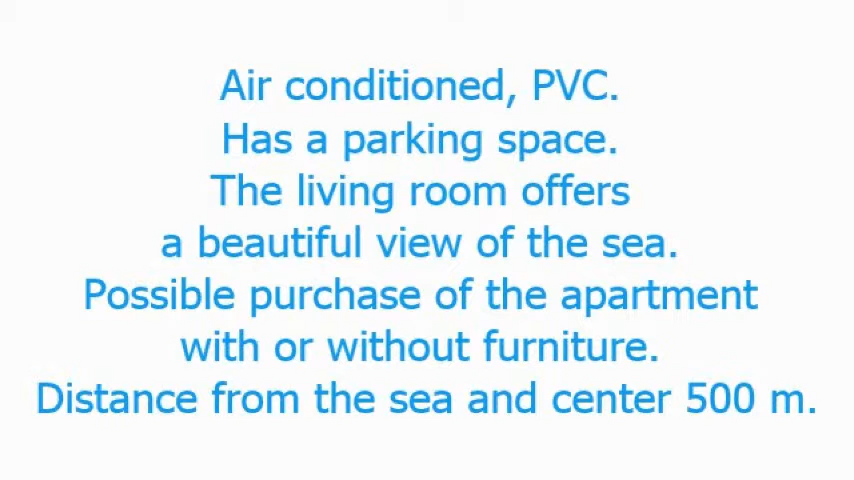 Air conditioned, PVC.
Has a parking space.
The living room offers
a beautiful view of the sea.
Possible purchase of the apartment
with or without furniture.
Distance from the sea and center 500 m.